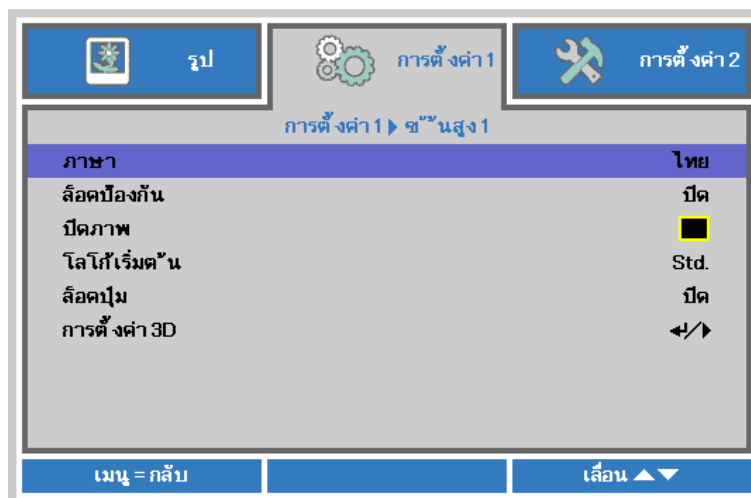 รูป
การตั้งค่า 1
การตั้งค่า 2
การตั้งค่า 1 ▶ ขั้นสูง 1
ภาษา ไทย
ล็อคป้องกัน ปิด
ปิดภาพ
โลโก้เริ่มต้น Std.
ล็อคปุ่ม ปิด
การตั้งค่า 3D ↵/▶
เมนู = กลับ
เลื่อน ▲▼